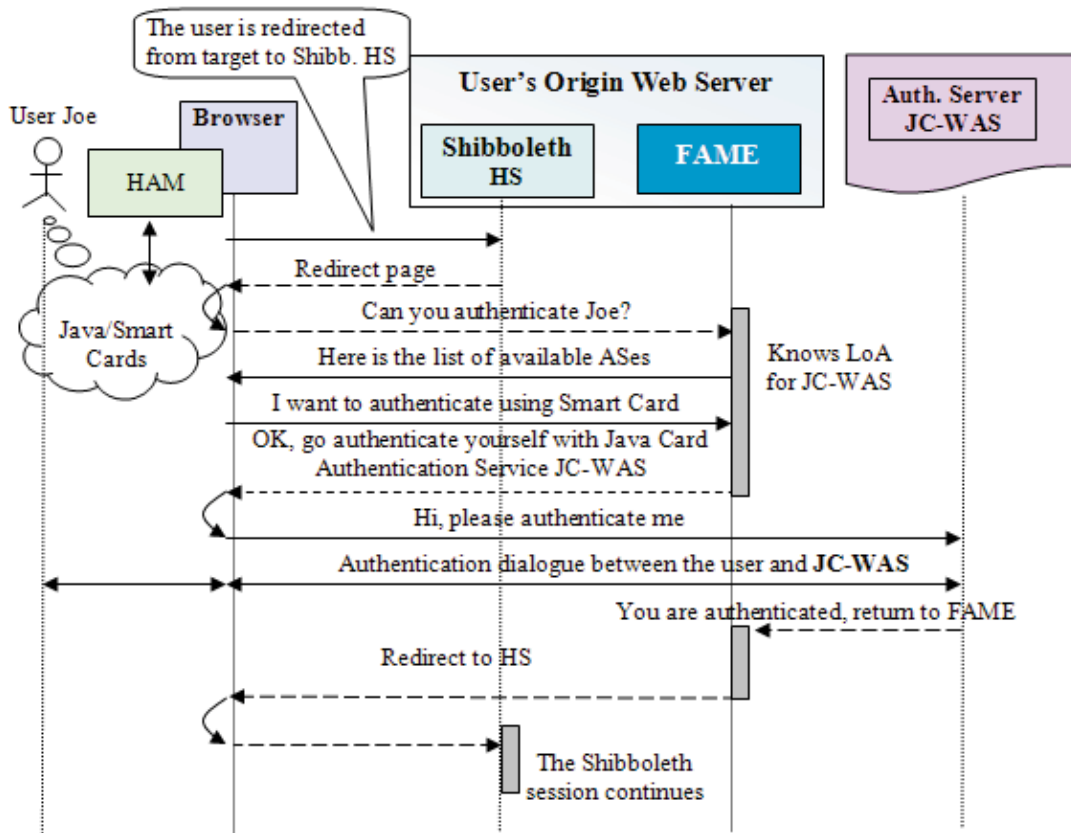 The user is redirected
from target to Shibb. HS
User's Origin Web Server
Auth. Server
JC-WAS
User Joe
Browser
Shibboleth
HS
FAME
HAM
Redirect page
Can you authenticate Joe?
Java/Smart
Cards
Here is the list of available ASes
Knows LoA
for JC-WAS
I want to authenticate using Smart Card
OK, go authenticate yourself with Java Card
Authentication Service JC-WAS
Hi, please authenticate me
Authentication dialogue between the user and JC-WAS
You are authenticated, return to FAME
Redirect to HS
The Shibboleth
session continues